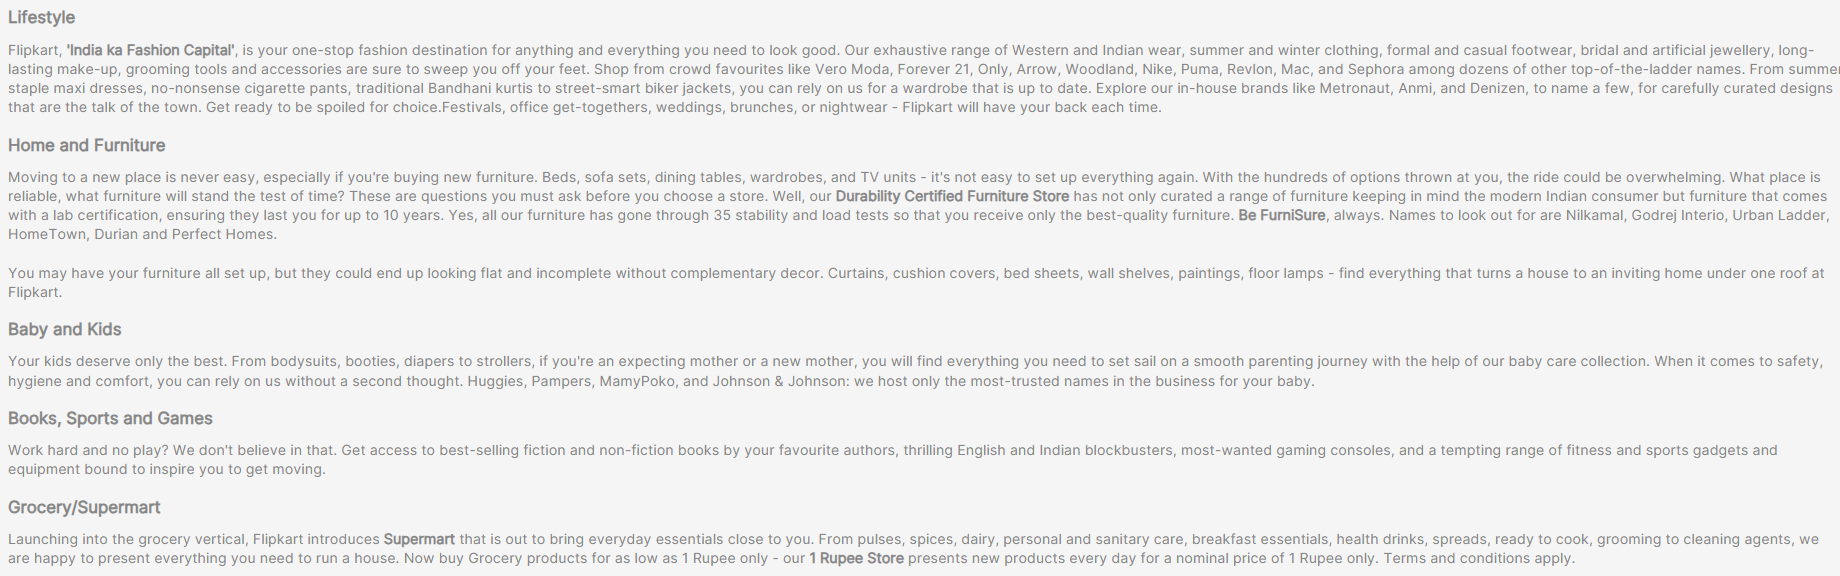 Lifestyle
Flipkart, 'India ka Fashion Capital', is your one-stop fashion destination for anything and everything you need to look good. Our exhaustive range of Western and Indian wear, summer and winter clothing, formal and casual footwear, bridal and artificial jewellery, long-
lasting make-up, grooming tools and accessories are sure to sweep you off your feet. Shop from crowd favourites like Vero Moda, Forever 21, Only, Arrow, Woodland, Nike, Puma, Revlon, Mac, and Sephora among dozens of other top-of-the-ladder names. From summer
staple maxi dresses, no-nonsense cigarette pants, traditional Bandhani kurtis to street-smart biker jackets, you can rely on us for a wardrobe that is up to date. Explore our in-house brands like Metronaut, Anmi, and Denizen, to name a few, for carefully curated designs
that are the talk of the town. Get ready to be spoiled for choice.Festivals, office get-togethers, weddings, brunches, or nightwear - Flipkart will have your back each time.
Home and Furniture
Moving to a new place is never easy, especially if you're buying new furniture. Beds, sofa sets, dining tables, wardrobes, and TV units - it's not easy to set up everything again. With the hundreds of options thrown at you, the ride could be overwhelming. What place is
reliable, what furniture will stand the test of time? These are questions you must ask before you choose a store. Well, our Durability Certified Furniture Store has not only curated a range of furniture keeping in mind the modern Indian consumer but furniture that comes
with a lab certification, ensuring they last you for up to 10 years. Yes, all our furniture has gone through 35 stability and load tests so that you receive only the best-quality furniture. Be FurniSure, always. Names to look out for are Nilkamal, Godrej Interio, Urban Ladder,
HomeTown, Durian and Perfect Homes.
You may have your furniture all set up, but they could end up looking flat and incomplete without complementary decor. Curtains, cushion covers, bed sheets, wall shelves, paintings, floor lamps - find everything that turns a house to an inviting home under one roof at
Flipkart.
Baby and Kids
Your kids deserve only the best. From bodysuits, booties, diapers to strollers, if you're an expecting mother or a new mother, you will find everything you need to set sail on a smooth parenting journey with the help of our baby care collection. When it comes to safety,
hygiene and comfort, you can rely on us without a second thought. Huggies, Pampers, MamyPoko, and Johnson & Johnson: we host only the most-trusted names in the business for your baby.
Books, Sports and Games
Work hard and no play? We don't believe in that. Get access to best-selling fiction and non-fiction books by your favourite authors, thrilling English and Indian blockbusters, most-wanted gaming consoles, and a tempting range of fitness and sports gadgets and
equipment bound to inspire you to get moving.
Grocery/Supermart
Launching into the grocery vertical, Flipkart introduces Supermart that is out to bring everyday essentials close to you. From pulses, spices, dairy, personal and sanitary care, breakfast essentials, health drinks, spreads, ready to cook, grooming to cleaning agents, we
are happy to present everything you need to run a house. Now buy Grocery products for as low as 1 Rupee only - our 1 Rupee Store presents new products every day for a nominal price of 1 Rupee only. Terms and conditions apply.